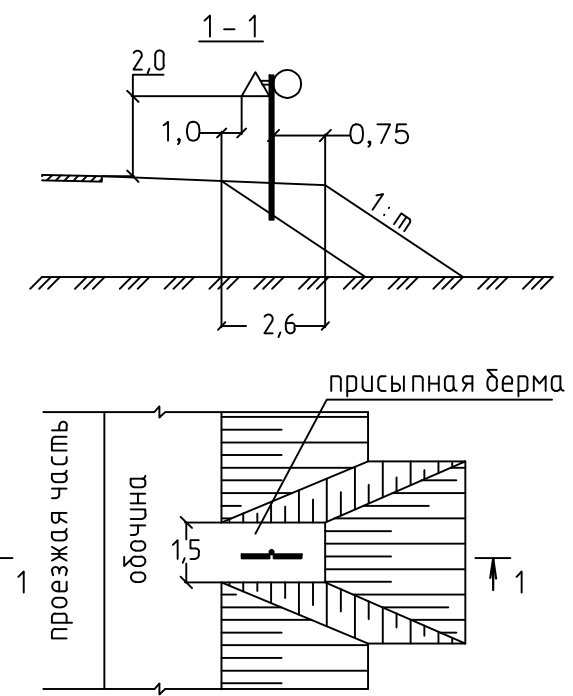 1-1
2,0
1,0
0,75
1:m
2,6
присыпная берма
проезжая часть
обочина
1,5
1
1